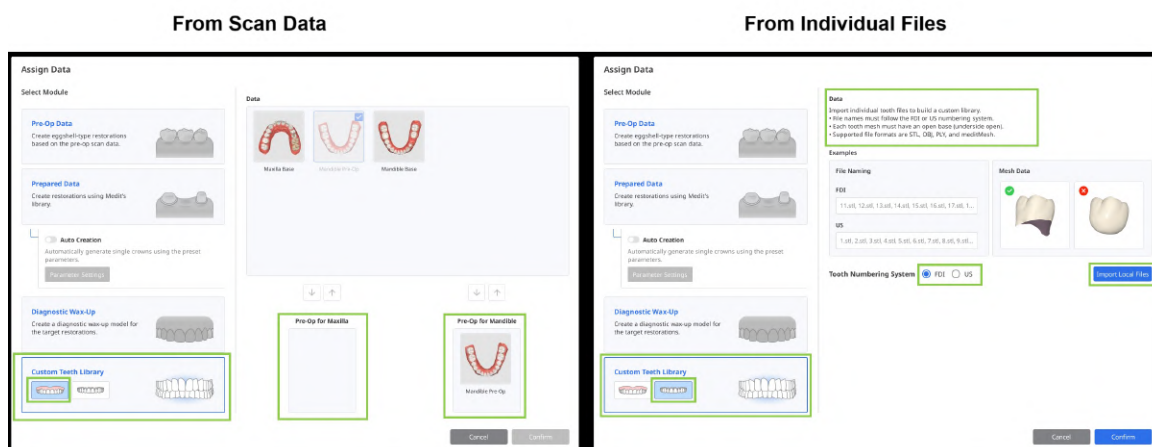 From Scan Data
Assign Data
Select Module
Pre-Op Data
Create eggshell-type restorations
based on the pre-op scan data.
Prepared Data
Create restorations using Medit's
library.
Auto Creation
Automatically generate single crowns using the preset
parameters.
Parameter Settings
Diagnostic Wax-Up
Create a diagnostic wax-up model for
the target restorations.
Custom Teeth Library
Data
Maxilla Base
Mandible Pre-Op
Mandible Base
Pre-Op for Maxilla
Pre-Op for Mandible
Mandible Pre-Op
Cancel
Confirm
From Individual Files
Assign Data
Select Module
Pre-Op Data
Create eggshell-type restorations
based on the pre-op scan data.
Prepared Data
Create restorations using Medit's
library.
Auto Creation
Automatically generate single crowns using the preset
parameters.
Parameter Settings
Diagnostic Wax-Up
Create a diagnostic wax-up model for
the target restorations.
Custom Teeth Library
Data
Import individual tooth files to build a custom library.
• File names must follow the FDI or US numbering system.
• Each tooth mesh must have an open base (underside open).
• Supported file formats are STL, OBJ, PLY, and meditMesh.
Examples
File Naming
FDI
11.stl, 12.stl, 13.stl, 14.stl, 15.stl, 16.stl, 17.stl, 1...
US
1.stl, 2.stl, 3.stl, 4.stl, 5.stl, 6.stl, 7.stl, 8.stl, 9.stl...
Mesh Data
Tooth Numbering System
FDI
US
Import Local Files
Cancel
Confirm